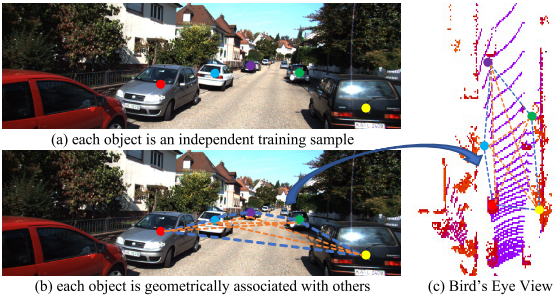 (a) each object is an independent training sample
(b) each object is geometrically associated with others
(c) Bird's Eye View